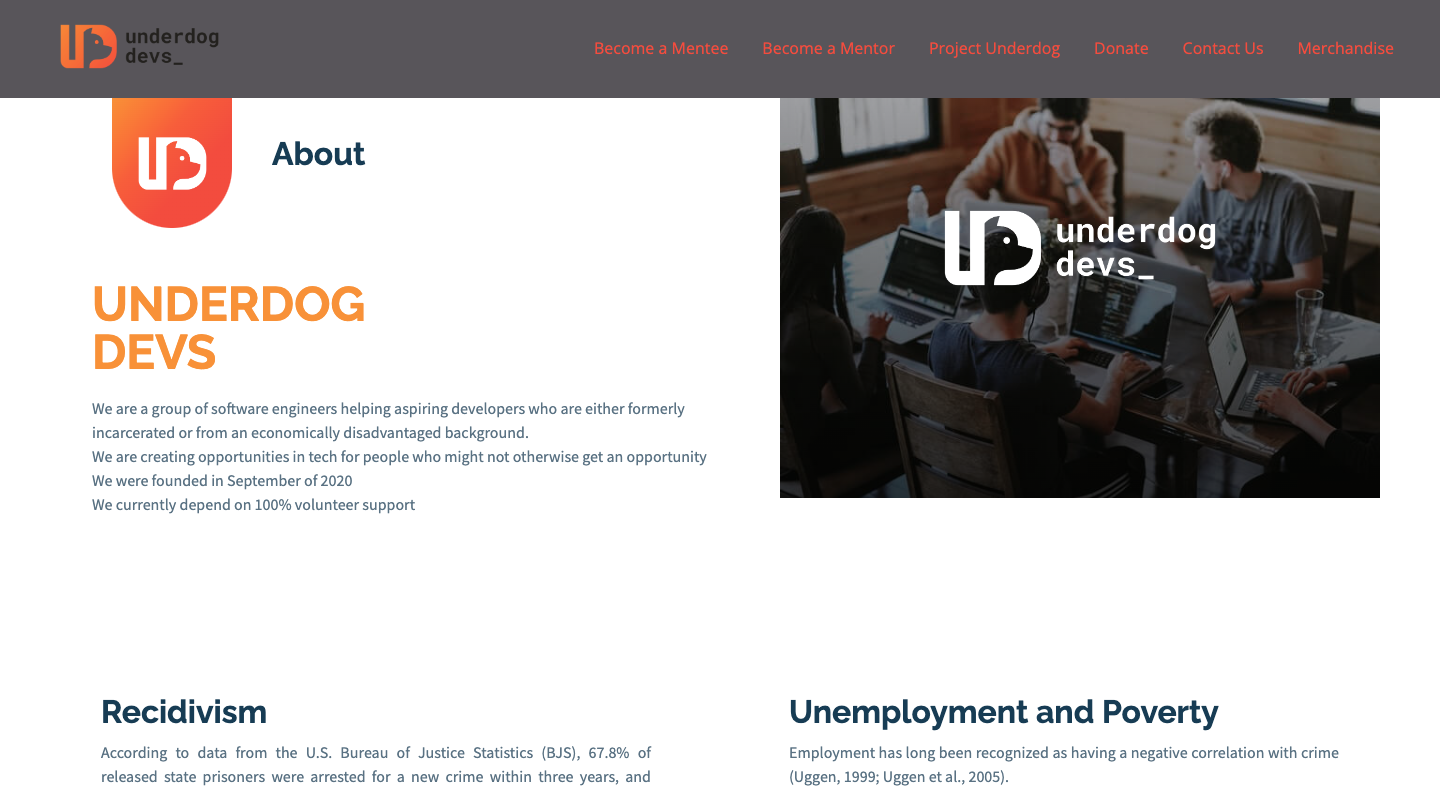 underdog
devs_
Become a Mentee Become a Mentor Project Underdog Donate Contact Us Merchandise
About
underdog
devs_
UNDERDOG
DEVS
We are a group of software engineers helping aspiring developers who are either formerly
incarcerated or from an economically disadvantaged background.
We are creating opportunities in tech for people who might not otherwise get an opportunity
We were founded in September of 2020
We currently depend on 100% volunteer support
Recidivism
According to data from the U.S. Bureau of Justice Statistics (BJS), 67.8% of
released state prisoners were arrested for a new crime within three years, and
Unemployment and Poverty
Employment has long been recognized as having a negative correlation with crime
(Uggen, 1999; Uggen et al., 2005).